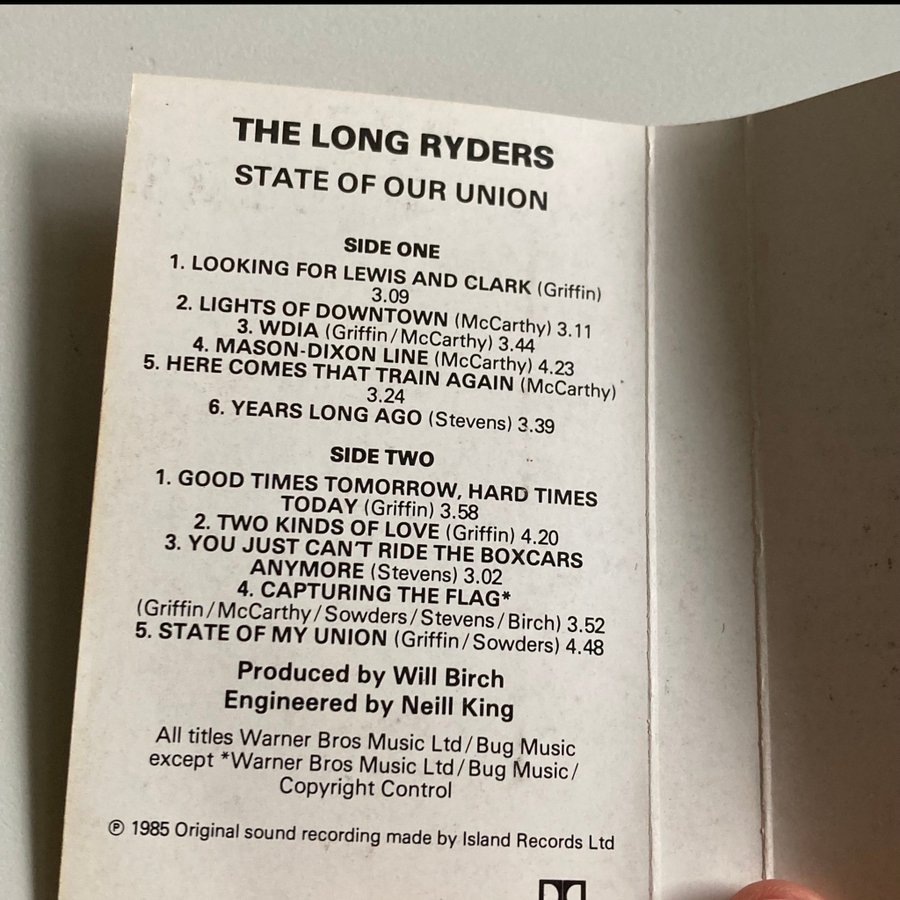 THE LONG RYDERS
STATE OF OUR UNION
SIDE ONE
1. LOOKING FOR LEWIS AND CLARK (Griffin)
3.09
2. LIGHTS OF DOWNTOWN (McCarthy) 3.11
3. WDIA (Griffin/McCarthy) 3.44
4. MASON-DIXON LINE (McCarthy) 4.23
5. HERE COMES THAT TRAIN AGAIN (McCarthy)
3.24
6. YEARS LONG AGO (Stevens) 3.39
SIDE TWO
1. GOOD TIMES TOMORROW, HARD TIMES
TODAY (Griffin) 3.58
2. TWO KINDS OF LOVE (Griffin) 4.20
3. YOU JUST CAN'T RIDE THE BOXCARS
ANYMORE (Stevens) 3.02
4. CAPTURING THE FLAG*
(Griffin/McCarthy/Sowders/Stevens/Birch) 3.52
5. STATE OF MY UNION (Griffin/Sowders) 4.48
Produced by Will Birch
Engineered by Neill King
All titles Warner Bros Music Ltd/Bug Music
except *Warner Bros Music Ltd/Bug Music/
Copyright Control
℗ 1985 Original sound recording made by Island Records Ltd